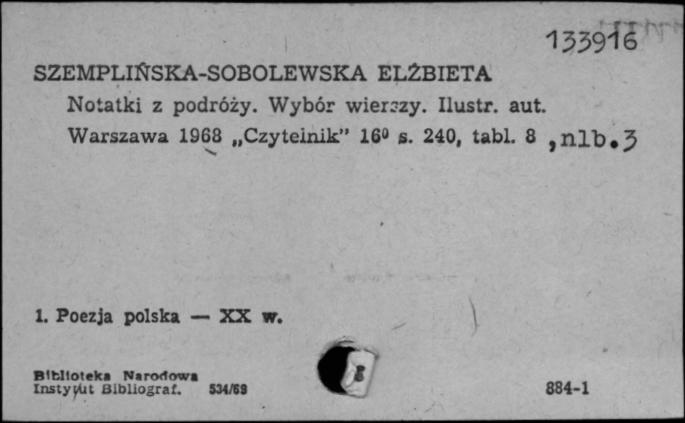 133916
SZEMPLIŃSKA-SOBOLEWSKA ELŻBIETA
Notatki z podróży. Wybór wierszy. Ilustr. aut.
Warszawa 1968 „Czytelnik” 16⁰ s. 240, tabl. 8 , nlb. 3
1. Poezja polska — XX w.
Biblioteka Narodowa
Instytut Bibliograf. 534/69
884-1